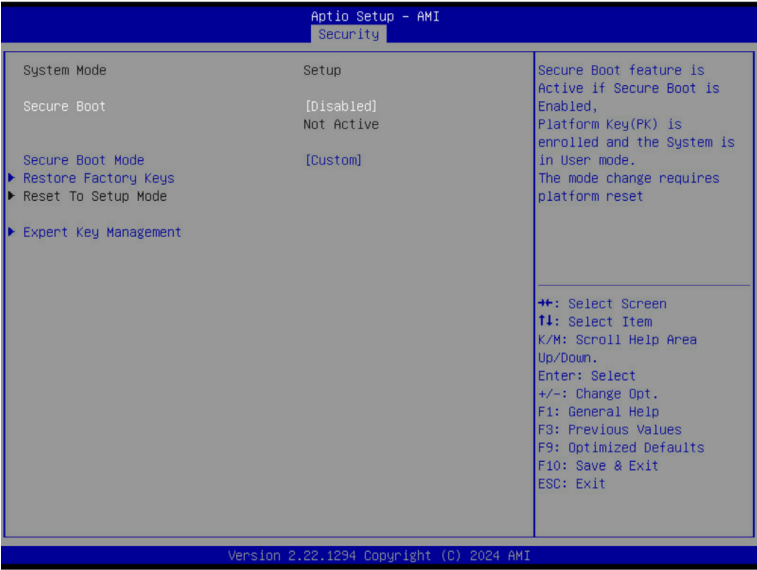 Aptio Setup - AMI
Security
System Mode Setup
Secure Boot [Disabled]
Not Active
Secure Boot Mode [Custom]
▶ Restore Factory Keys
▶ Reset To Setup Mode
▶ Expert Key Management
Secure Boot feature is
Active if Secure Boot is
Enabled,
Platform Key(PK) is
enrolled and the System is
in User mode.
The mode change requires
platform reset
→←: Select Screen
↑↓: Select Item
K/M: Scroll Help Area
Up/Down.
Enter: Select
+/-: Change Opt.
F1: General Help
F3: Previous Values
F9: Optimized Defaults
F10: Save & Exit
ESC: Exit
Version 2.22.1294 Copyright (C) 2024 AMI